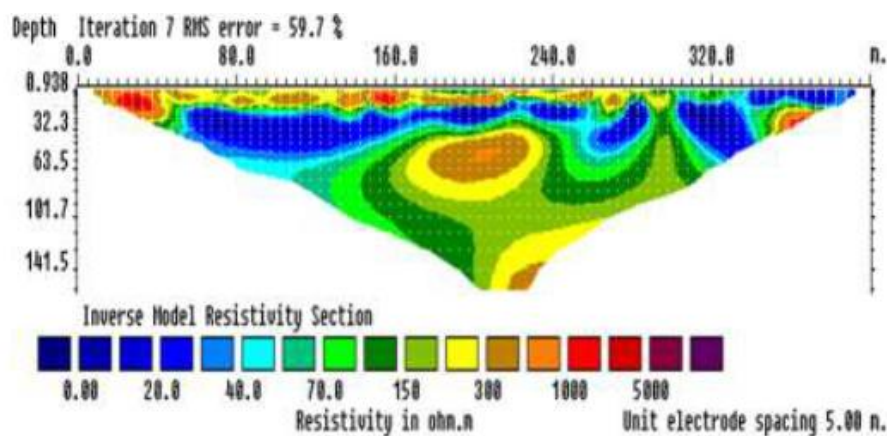 Depth Iteration 7 RMS error = 59.7 %
0.0 80.0 160.0 240.0 320.0 m.
0.938
32.3
63.5
101.7
141.5
Inverse Model Resistivity Section
0.00 20.0 40.0 70.0 150 300 1000 5000
Resistivity in ohm.m Unit electrode spacing 5.00 m.